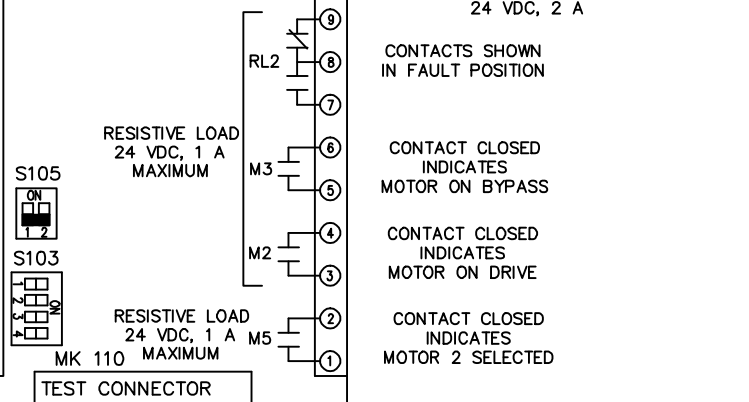 24 VDC, 2 A
9
RL2
8
CONTACTS SHOWN
IN FAULT POSITION
7
RESISTIVE LOAD
24 VDC, 1 A
MAXIMUM
6
M3
5
CONTACT CLOSED
INDICATES
MOTOR ON BYPASS
S105
ON
1 2
4
M2
3
CONTACT CLOSED
INDICATES
MOTOR ON DRIVE
S103
1
2
3
4
ON
RESISTIVE LOAD
24 VDC, 1 A
MAXIMUM
2
M5
1
CONTACT CLOSED
INDICATES
MOTOR 2 SELECTED
MK 110
TEST CONNECTOR